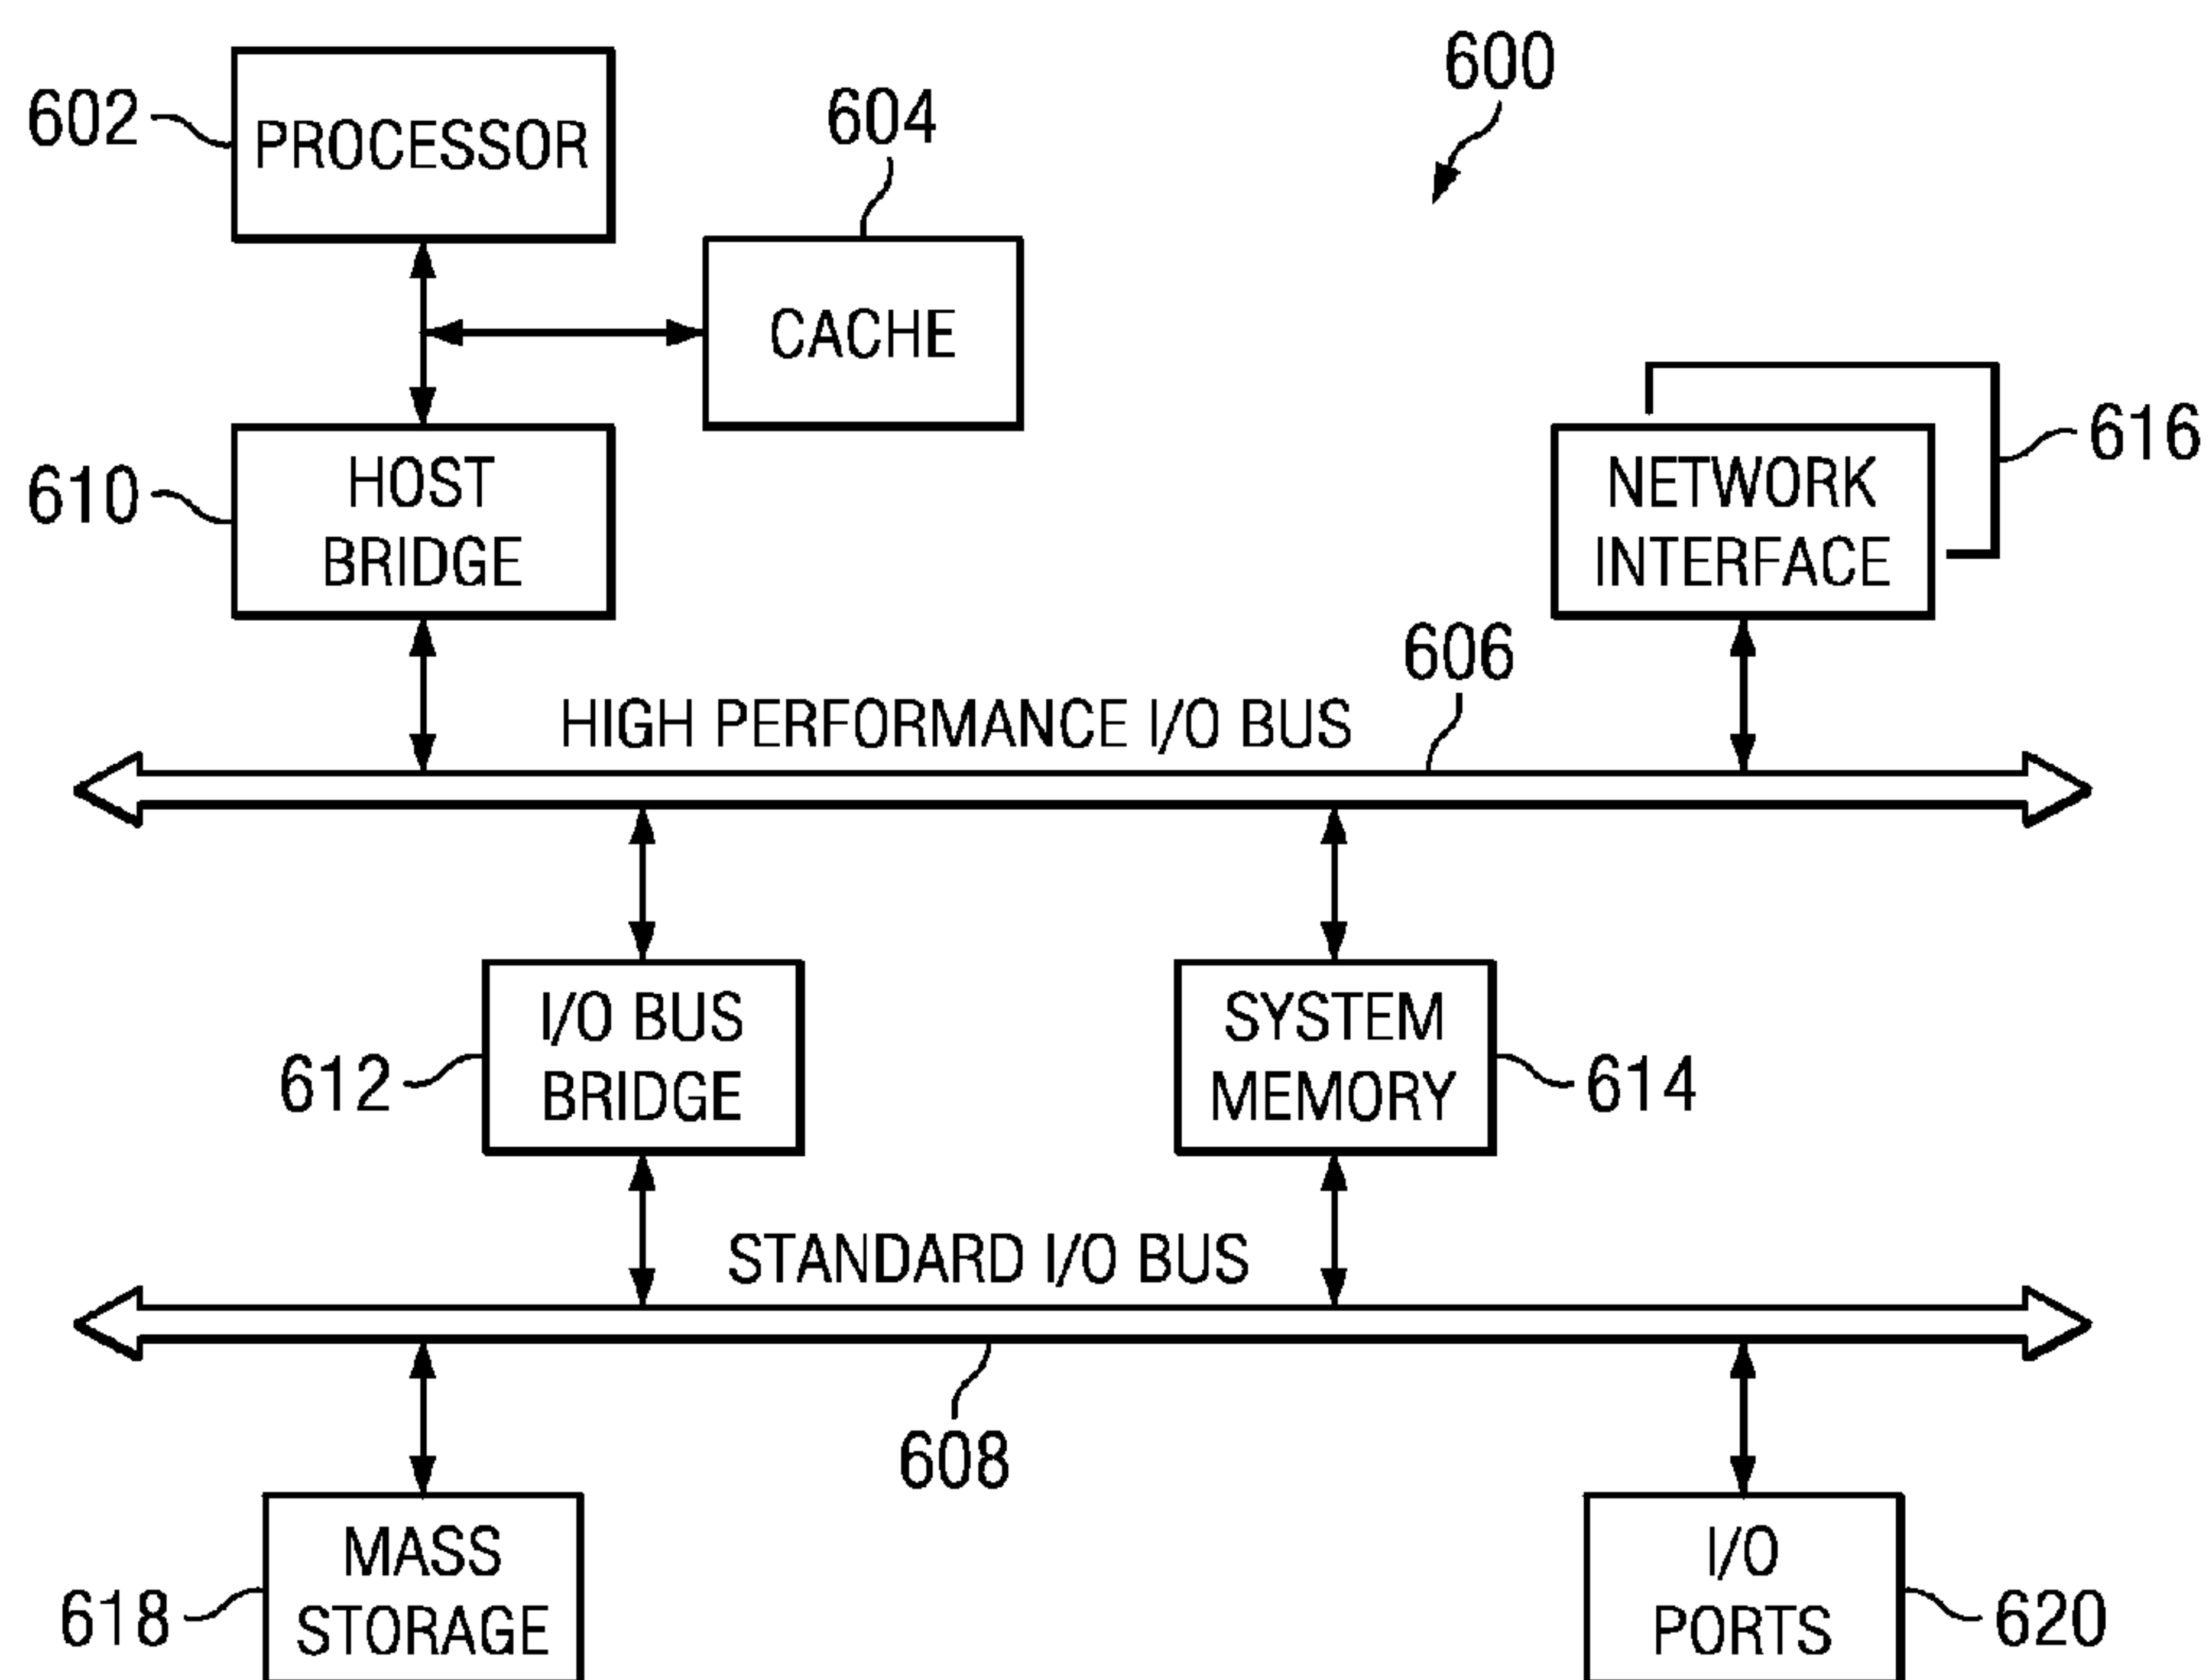 600
602
PROCESSOR
604
CACHE
610
HOST
BRIDGE
616
NETWORK
INTERFACE
606
HIGH PERFORMANCE I/O BUS
612
I/O BUS
BRIDGE
SYSTEM
MEMORY
614
STANDARD I/O BUS
608
618
MASS
STORAGE
I/O
PORTS
620